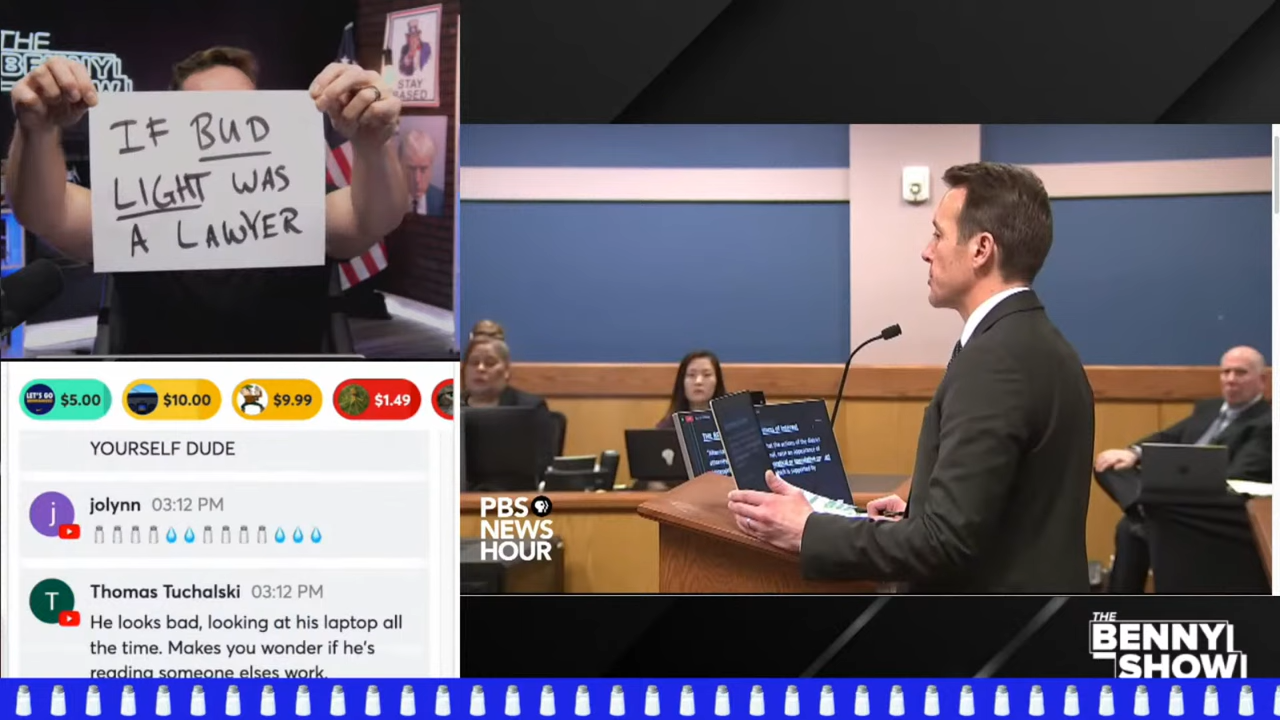 THE
BENNY
SHOW
STAY
BASED
IF BUD
LIGHT WAS
A LAWYER
LET'S GO
$5.00
$10.00
$9.99
$1.49
YOURSELF DUDE
j
jolynn 03:12 PM
T
Thomas Tuchalski 03:12 PM
He looks bad, looking at his laptop all
the time. Makes you wonder if he's
reading someone elses work.
PBS
NEWS
HOUR
THE
BENNY
SHOW